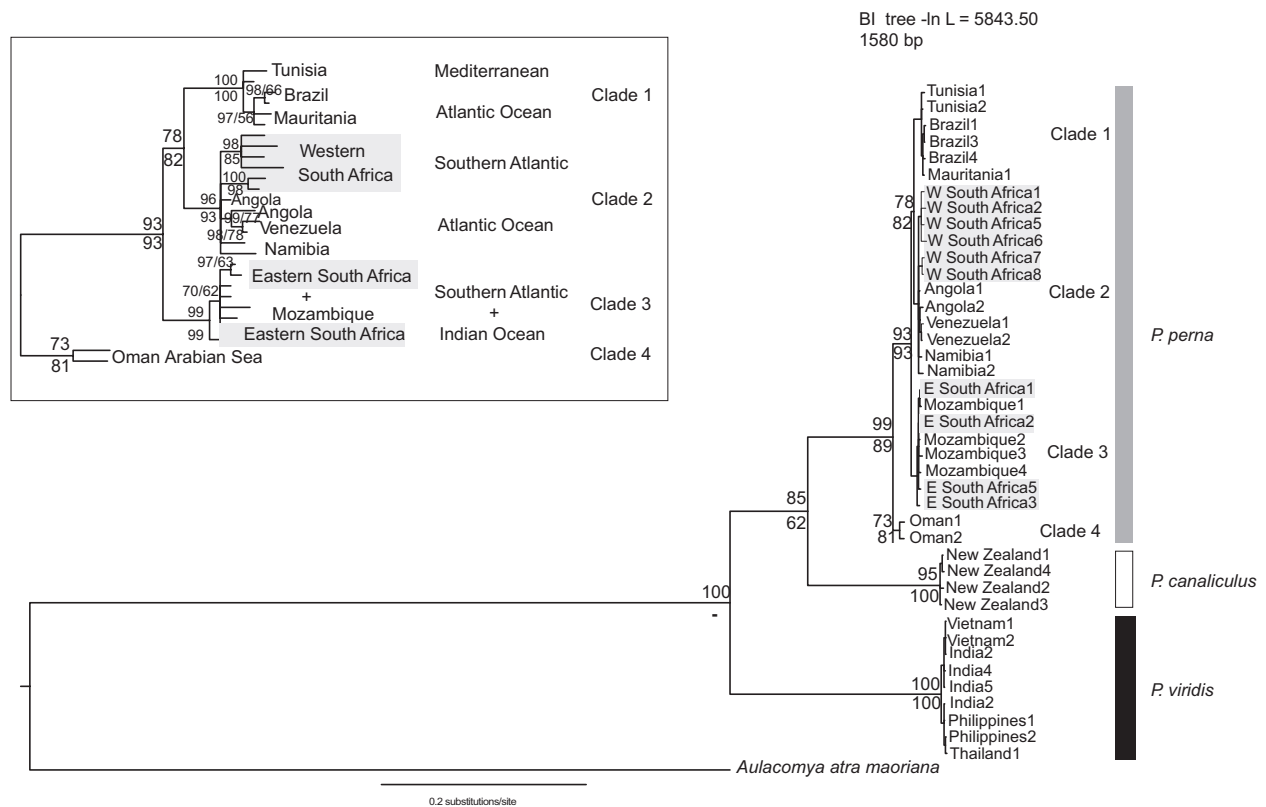 BI tree -ln L = 5843.50
1580 bp
Tunisia
Mediterranean
100
98/66
100
Brazil
Clade 1
97/56
Mauritania
Atlantic Ocean
78
82
98
85
Western
South Africa
Southern Atlantic
100
98
96
Angola
Clade 2
93
Angola
99/77
Venezuela
98/78
Atlantic Ocean
Namibia
93
93
97/63
Eastern South Africa
70/62
+
Mozambique
Southern Atlantic
+
Indian Ocean
Clade 3
99
99
Eastern South Africa
73
81
Oman Arabian Sea
Clade 4
Tunisia1
Tunisia2
Brazil1
Clade 1
Brazil3
Brazil4
Mauritania1
78
82
W South Africa1
W South Africa2
W South Africa5
W South Africa6
W South Africa7
W South Africa8
Angola1
Clade 2
Angola2
Venezuela1
Venezuela2
Namibia1
Namibia2
P. perna
93
93
E South Africa1
Mozambique1
E South Africa2
Mozambique2
Mozambique3
Clade 3
Mozambique4
E South Africa5
E South Africa3
99
89
73
81
Oman1
Oman2
Clade 4
85
62
New Zealand1
New Zealand4
New Zealand2
New Zealand3
95
100
P. canaliculus
100
-
Vietnam1
Vietnam2
India2
India4
India5
India2
Philippines1
Philippines2
Thailand1
100
100
P. viridis
Aulacomya atra maoriana
0.2 substitutions/site